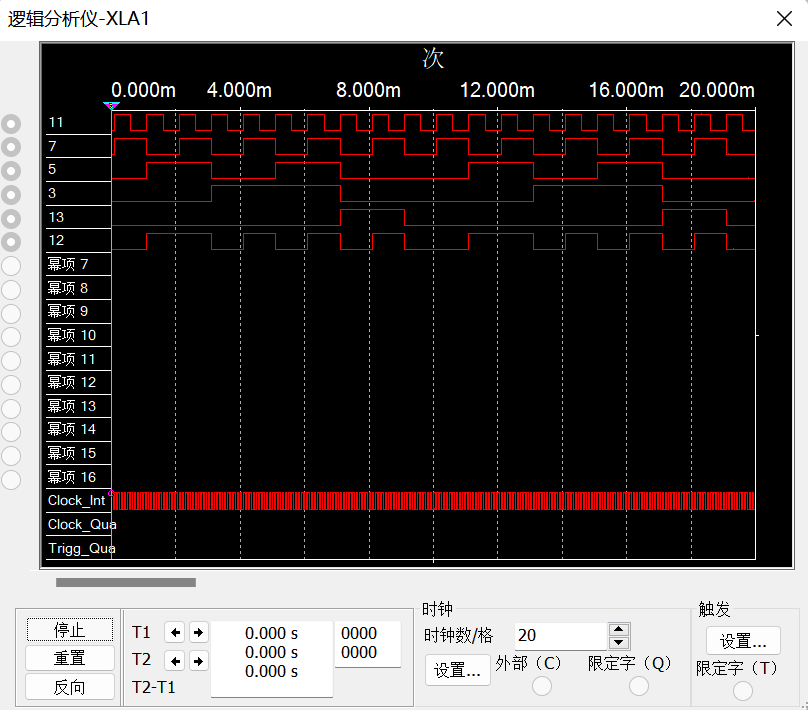 逻辑分析仪-XLA1
次
0.000m 4.000m 8.000m 12.000m 16.000m 20.000m
11
7
5
3
13
12
幂项 7
幂项 8
幂项 9
幂项 10
幂项 11
幂项 12
幂项 13
幂项 14
幂项 15
幂项 16
Clock_Int
Clock_Qua
Trigg_Qua
停止
重置
反向
T1
T2
T2-T1
0.000 s
0.000 s
0.000 s
0000
0000
时钟
时钟数/格 20
设置... 外部（C） 限定字（Q）
触发
设置...
限定字（T）